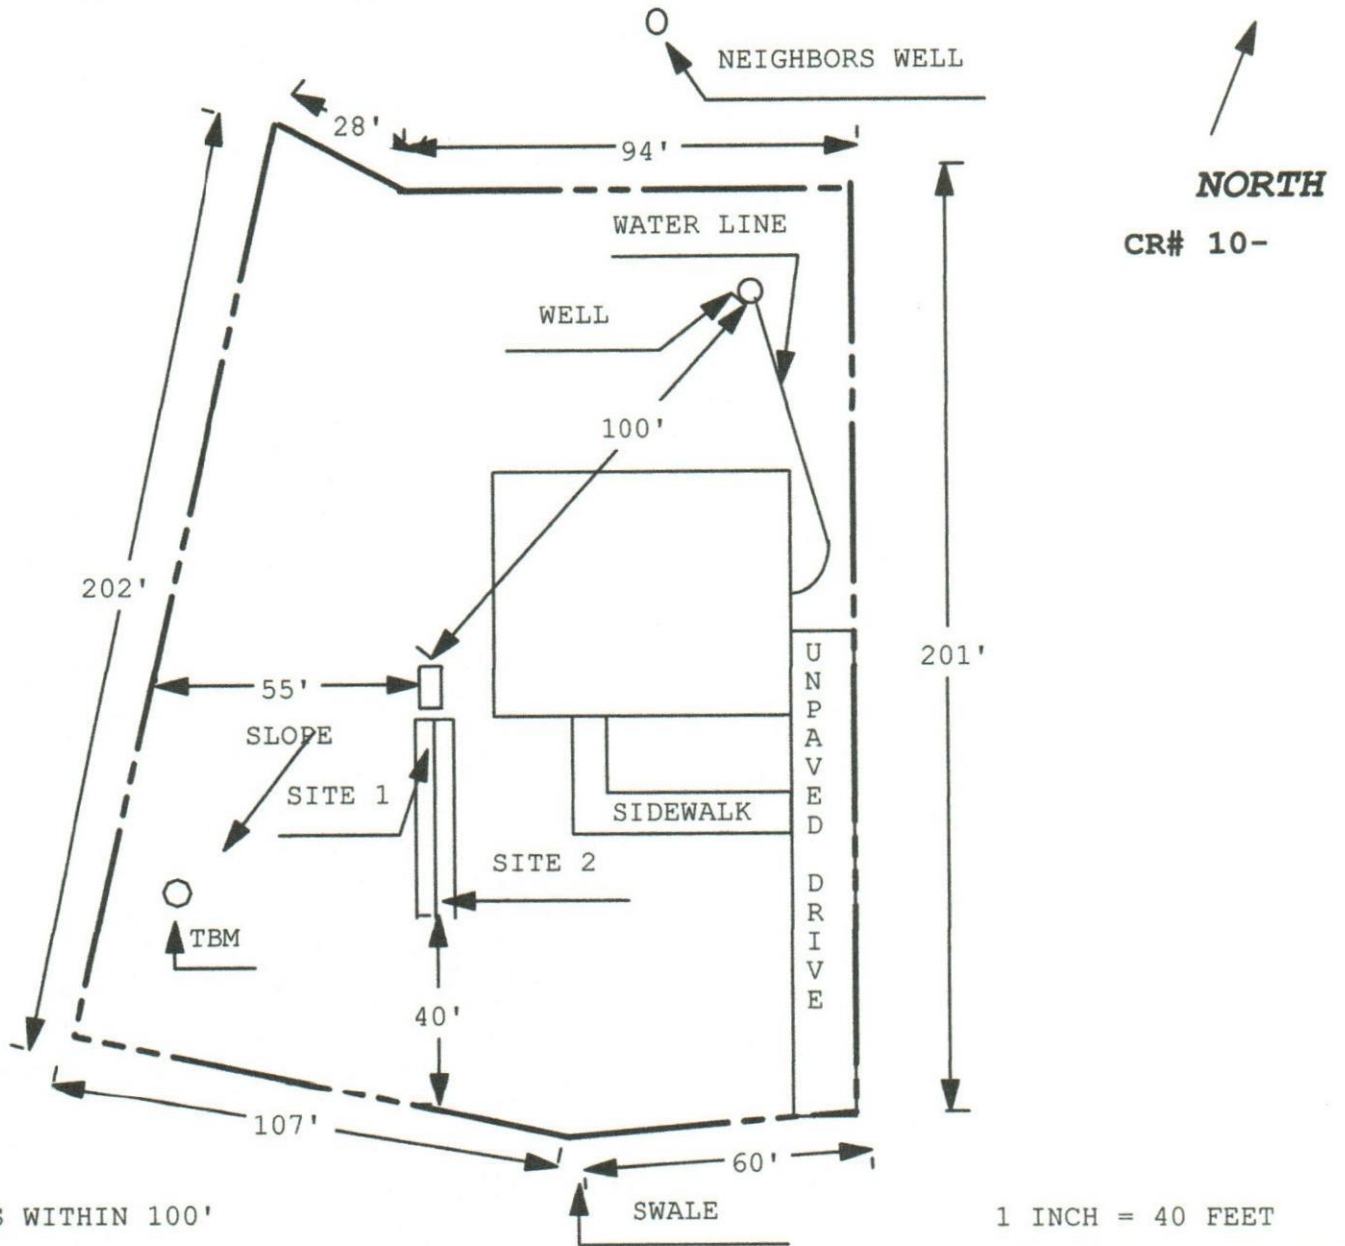 O
NEIGHBORS WELL
28'
94'
NORTH
WATER LINE
CR# 10-
WELL
100'
202'
201'
55'
SLOPE
SITE 1
SIDEWALK
UNPAVED DRIVE
SITE 2
TBM
40'
107'
60'
S WITHIN 100'
SWALE
1 INCH = 40 FEET